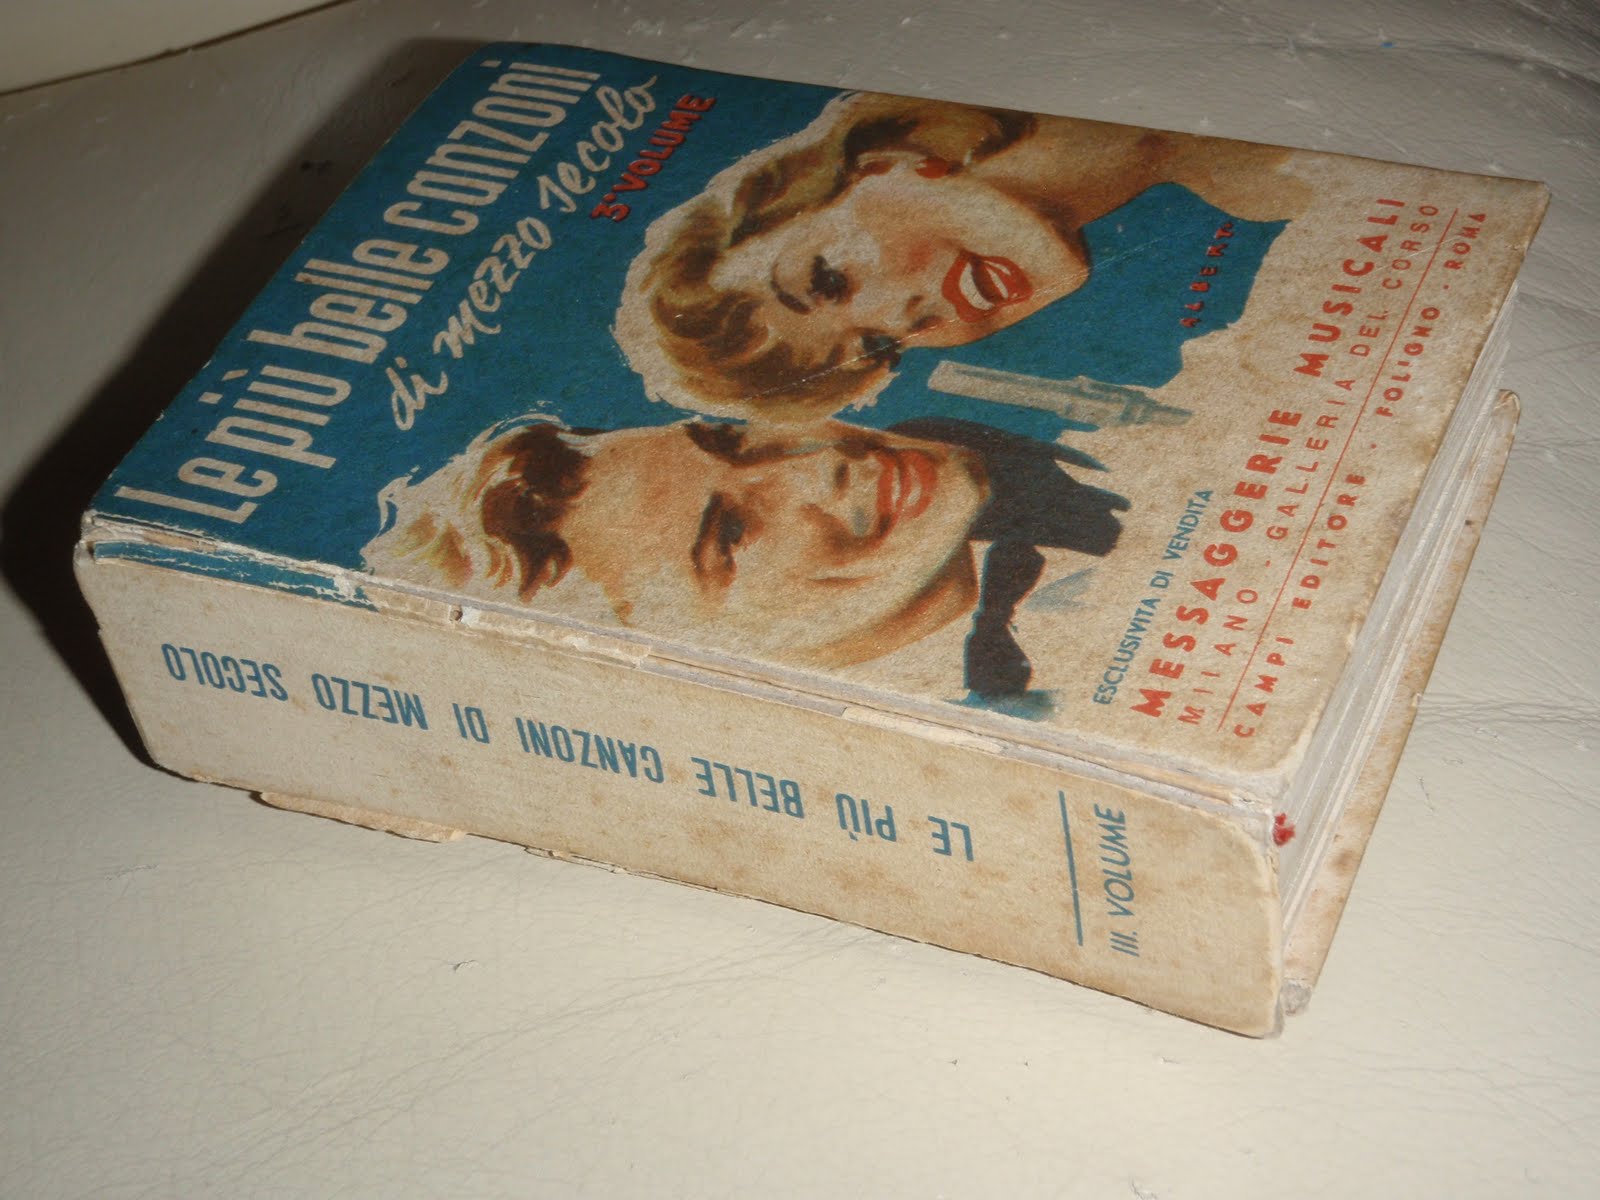 Le più belle canzoni
di mezzo secolo
3° VOLUME
ALBERT.
ESCLUSIVITA DI VENDITA
MESSAGGERIE MUSICALI
MILANO - GALLERIA DEL CORSO
CAMPI EDITORE - FOLIGNO - ROMA
LE PIÙ BELLE CANZONI DI MEZZO SECOLO
III. VOLUME